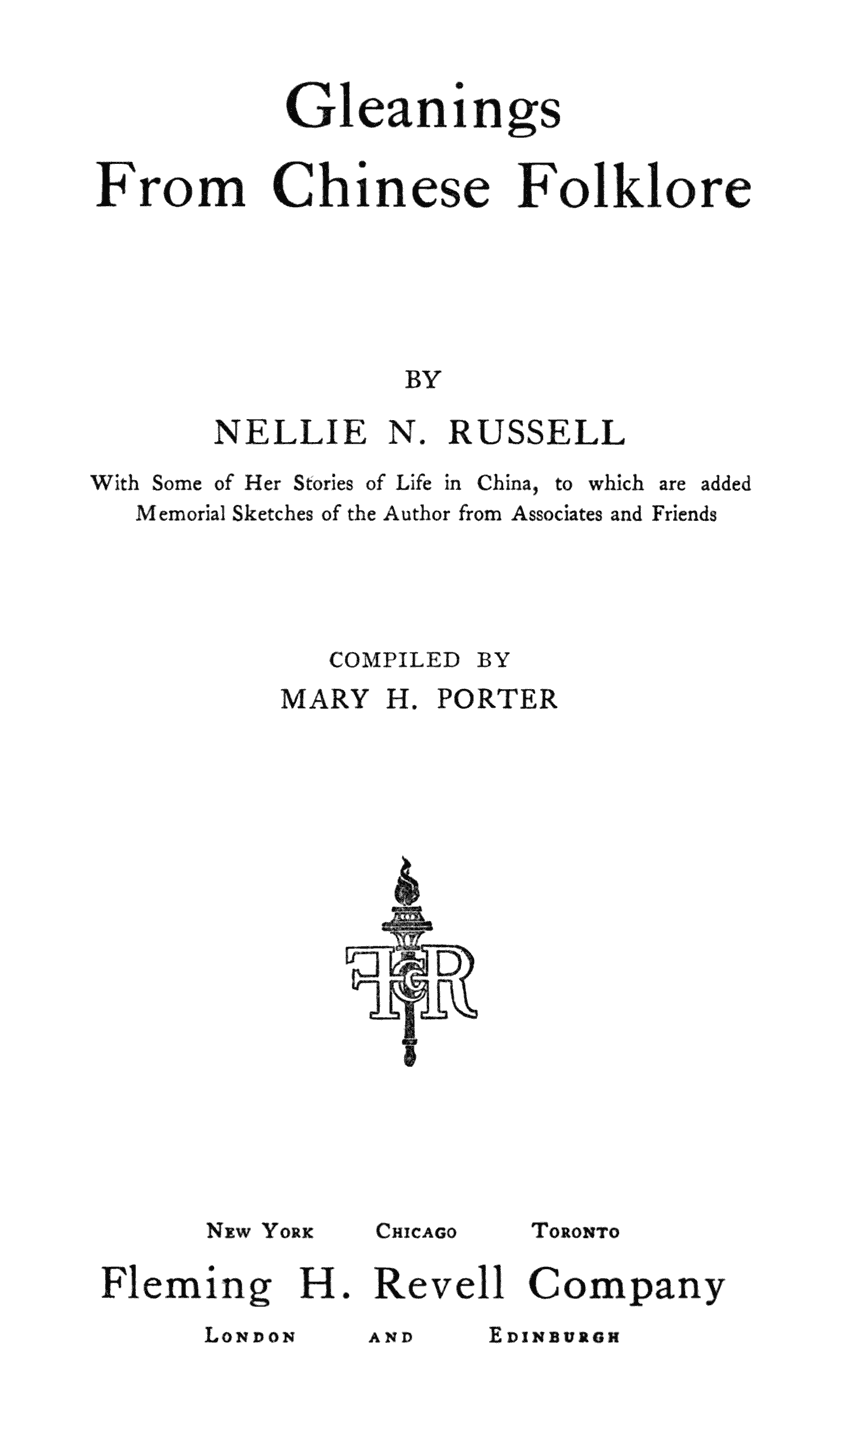 Gleanings
From Chinese Folklore
BY
NELLIE N. RUSSELL
With Some of Her Stories of Life in China, to which are added
Memorial Sketches of the Author from Associates and Friends
COMPILED BY
MARY H. PORTER
FCR
NEW YORK CHICAGO TORONTO
Fleming H. Revell Company
LONDON AND EDINBURGH